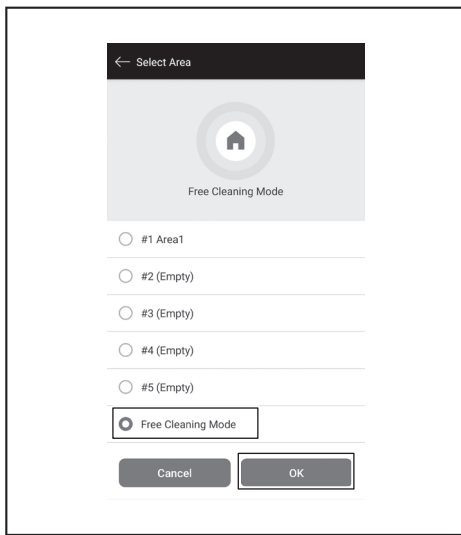 Select Area
Free Cleaning Mode
#1 Area1
#2 (Empty)
#3 (Empty)
#4 (Empty)
#5 (Empty)
Free Cleaning Mode
Cancel OK